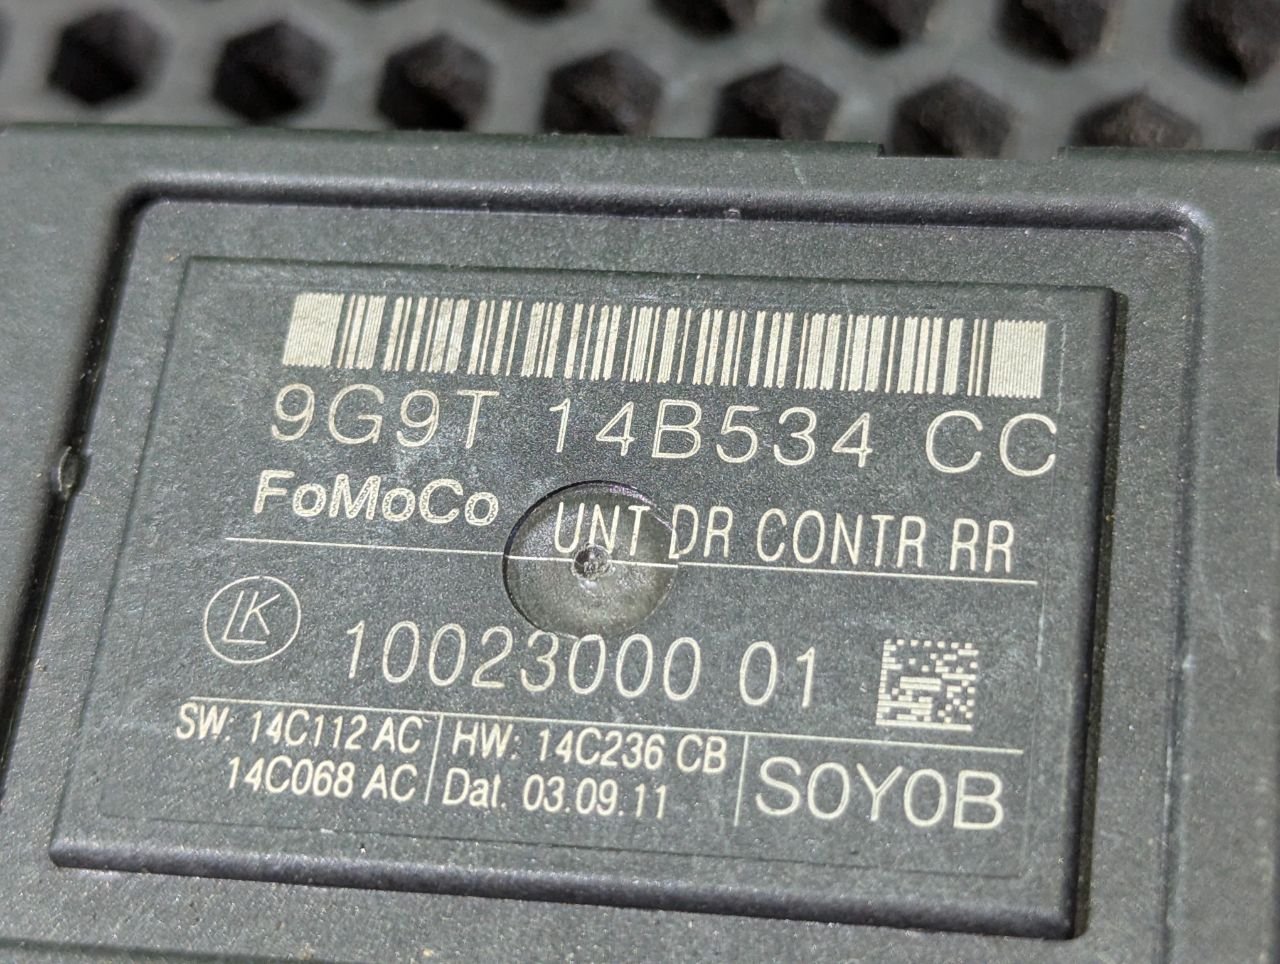 9G9T 14B534 CC
FoMoCo UNT DR CONTR RR
LK 10023000 01
SW: 14C112 AC HW: 14C236 CB
14C068 AC Dat. 03.09.11 S0Y0B